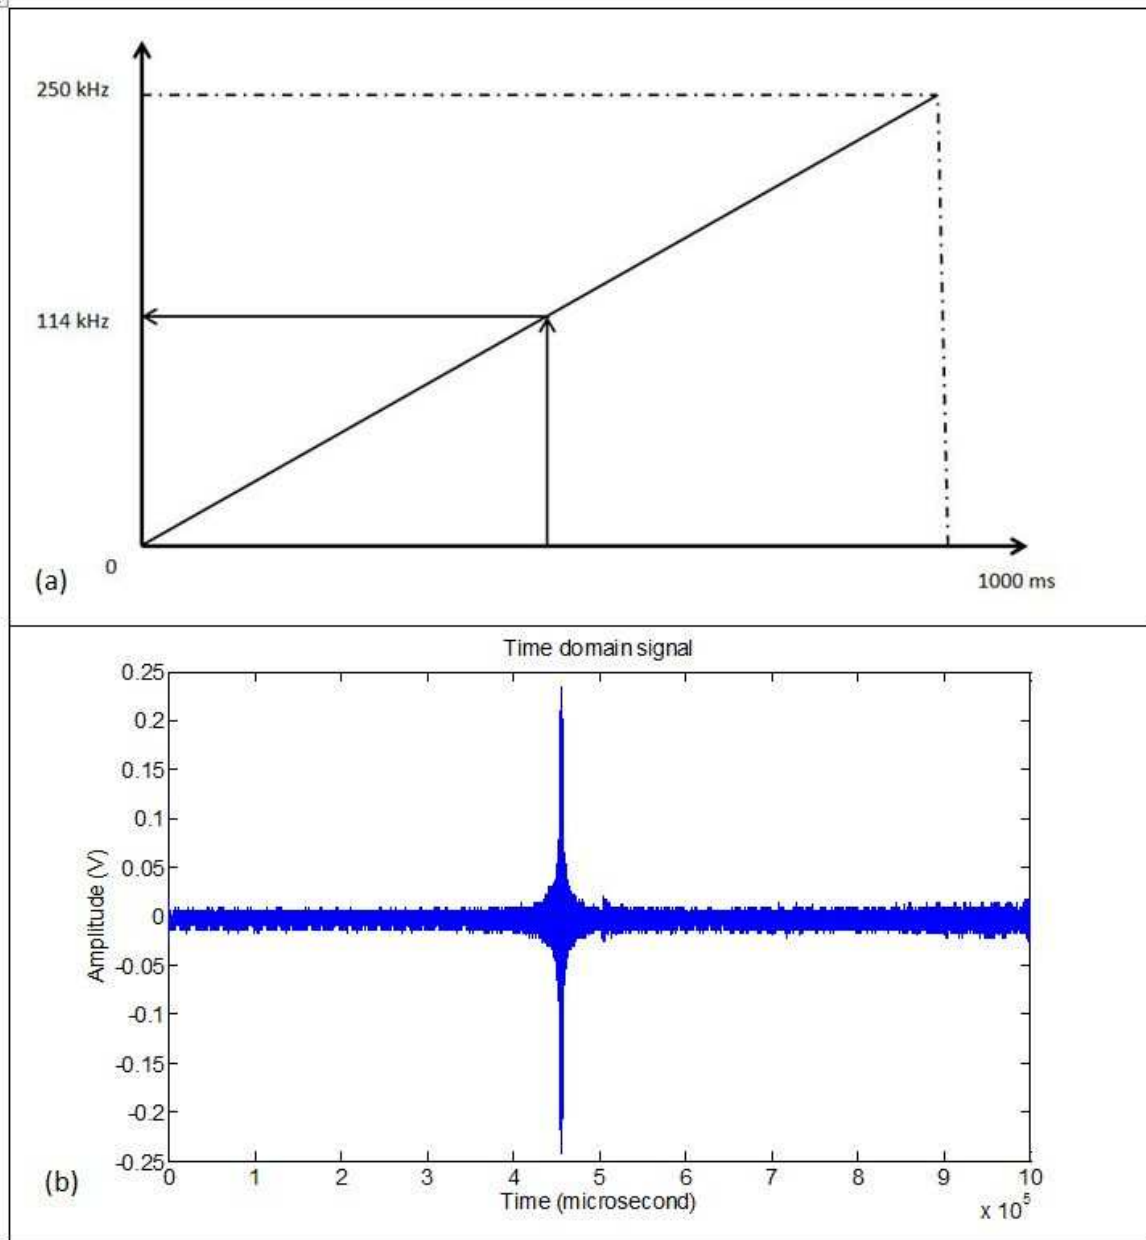 250 kHz
114 kHz
0
1000 ms
(a)
Time domain signal
0.25
0.2
0.15
0.1
0.05
0
-0.05
-0.1
-0.15
-0.2
-0.25
Amplitude (V)
0 1 2 3 4 5 6 7 8 9 10
Time (microsecond)
x 10⁵
(b)